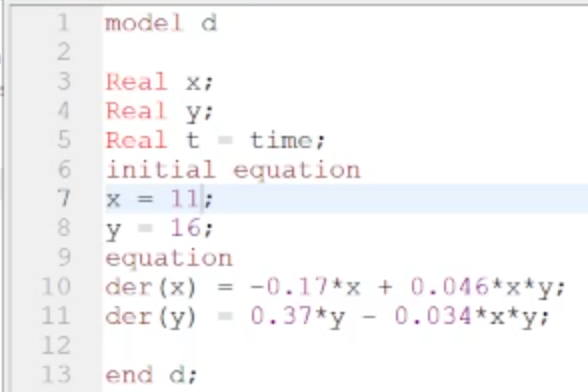 1 model d
2
3 Real x;
4 Real y;
5 Real t = time;
6 initial equation
7 x = 11;
8 y = 16;
9 equation
10 der(x) = -0.17*x + 0.046*x*y;
11 der(y) = 0.37*y - 0.034*x*y;
12
13 end d;